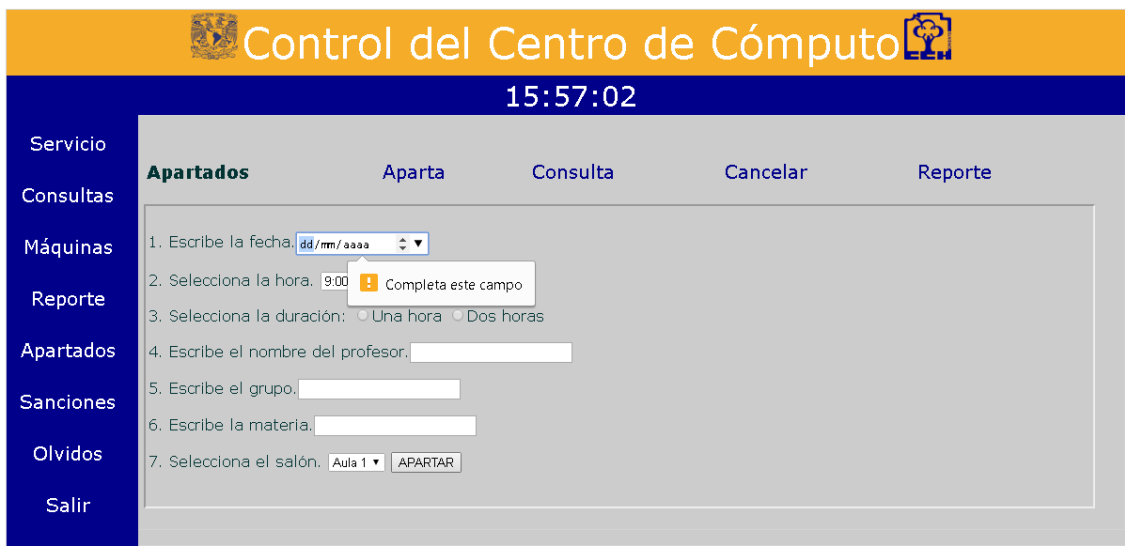 Control del Centro de Cómputo
CCH
15:57:02
Servicio
Consultas
Máquinas
Reporte
Apartados
Sanciones
Olvidos
Salir
Apartados Aparta Consulta Cancelar Reporte
1. Escribe la fecha. dd/mm/aaaa
Completa este campo
2. Selecciona la hora. 9:00
3. Selecciona la duración: Una hora Dos horas
4. Escribe el nombre del profesor.
5. Escribe el grupo.
6. Escribe la materia.
7. Selecciona el salón. Aula 1 APARTAR